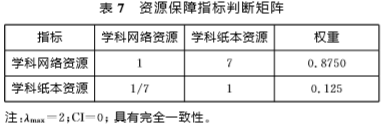 表 7 资源保障指标判断矩阵
指标 学科网络资源 学科纸本资源 权重
学科网络资源 1 7 0.8750
学科纸本资源 1/7 1 0.125
注:λmax=2;CI=0; 具有完全一致性。